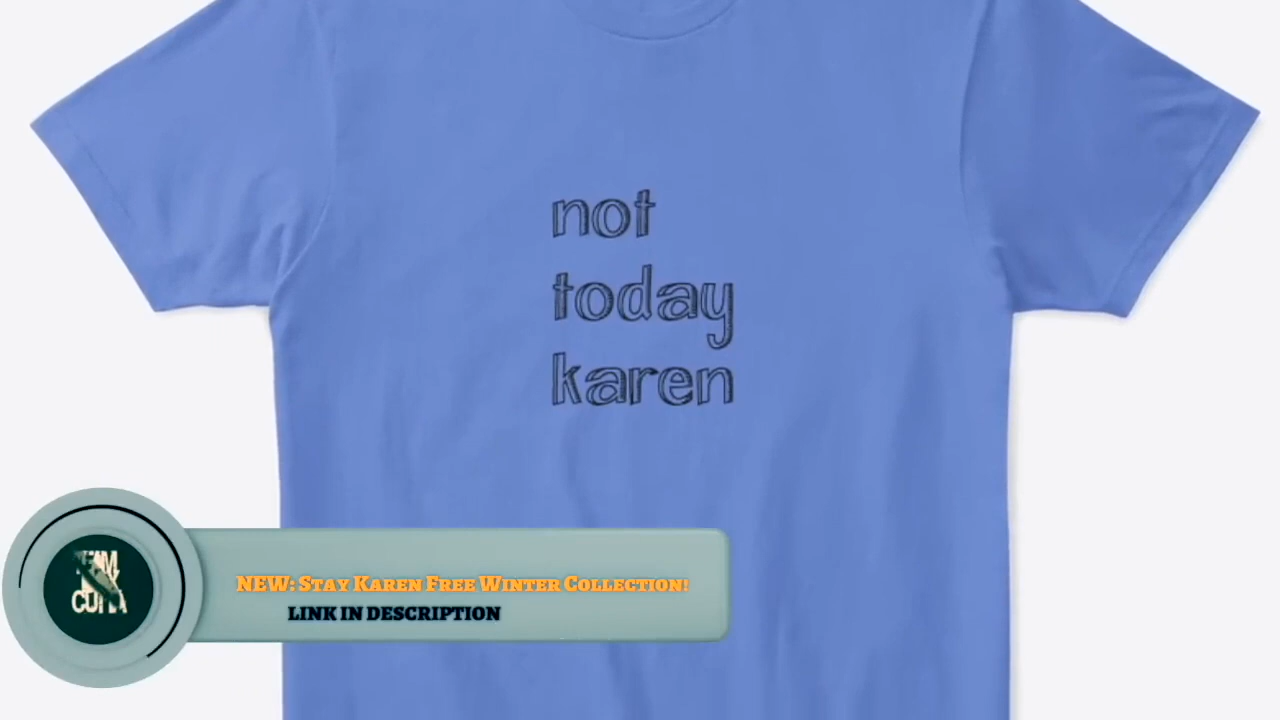 not
today
karen
NEW: Stay Karen Free Winter Collection!
LINK IN DESCRIPTION